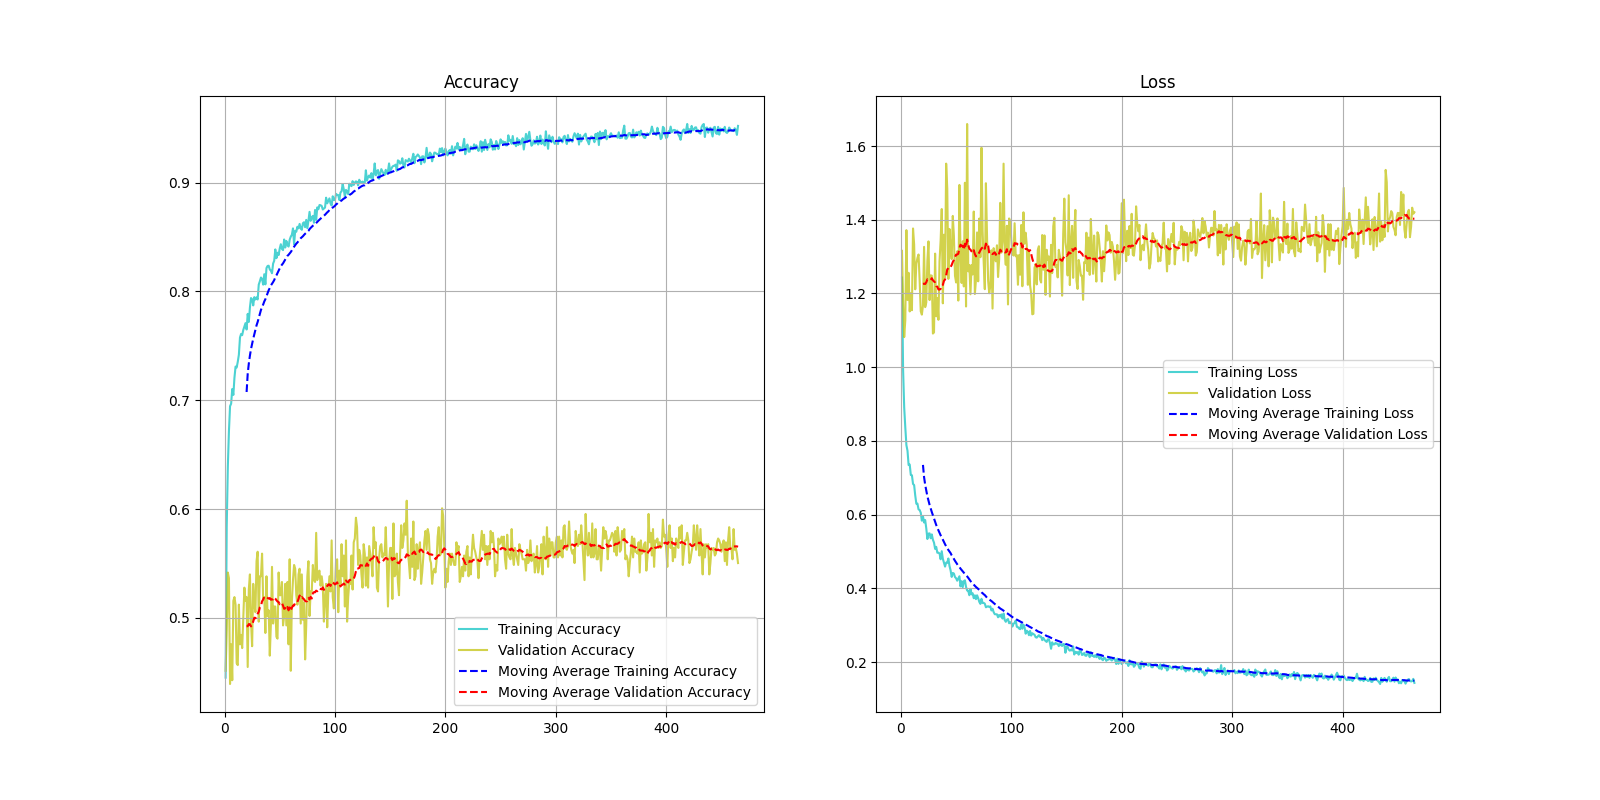 Accuracy
0.9
0.8
0.7
0.6
0.5
0 100 200 300 400
Training Accuracy
Validation Accuracy
Moving Average Training Accuracy
Moving Average Validation Accuracy
Loss
1.6
1.4
1.2
1.0
0.8
0.6
0.4
0.2
0 100 200 300 400
Training Loss
Validation Loss
Moving Average Training Loss
Moving Average Validation Loss